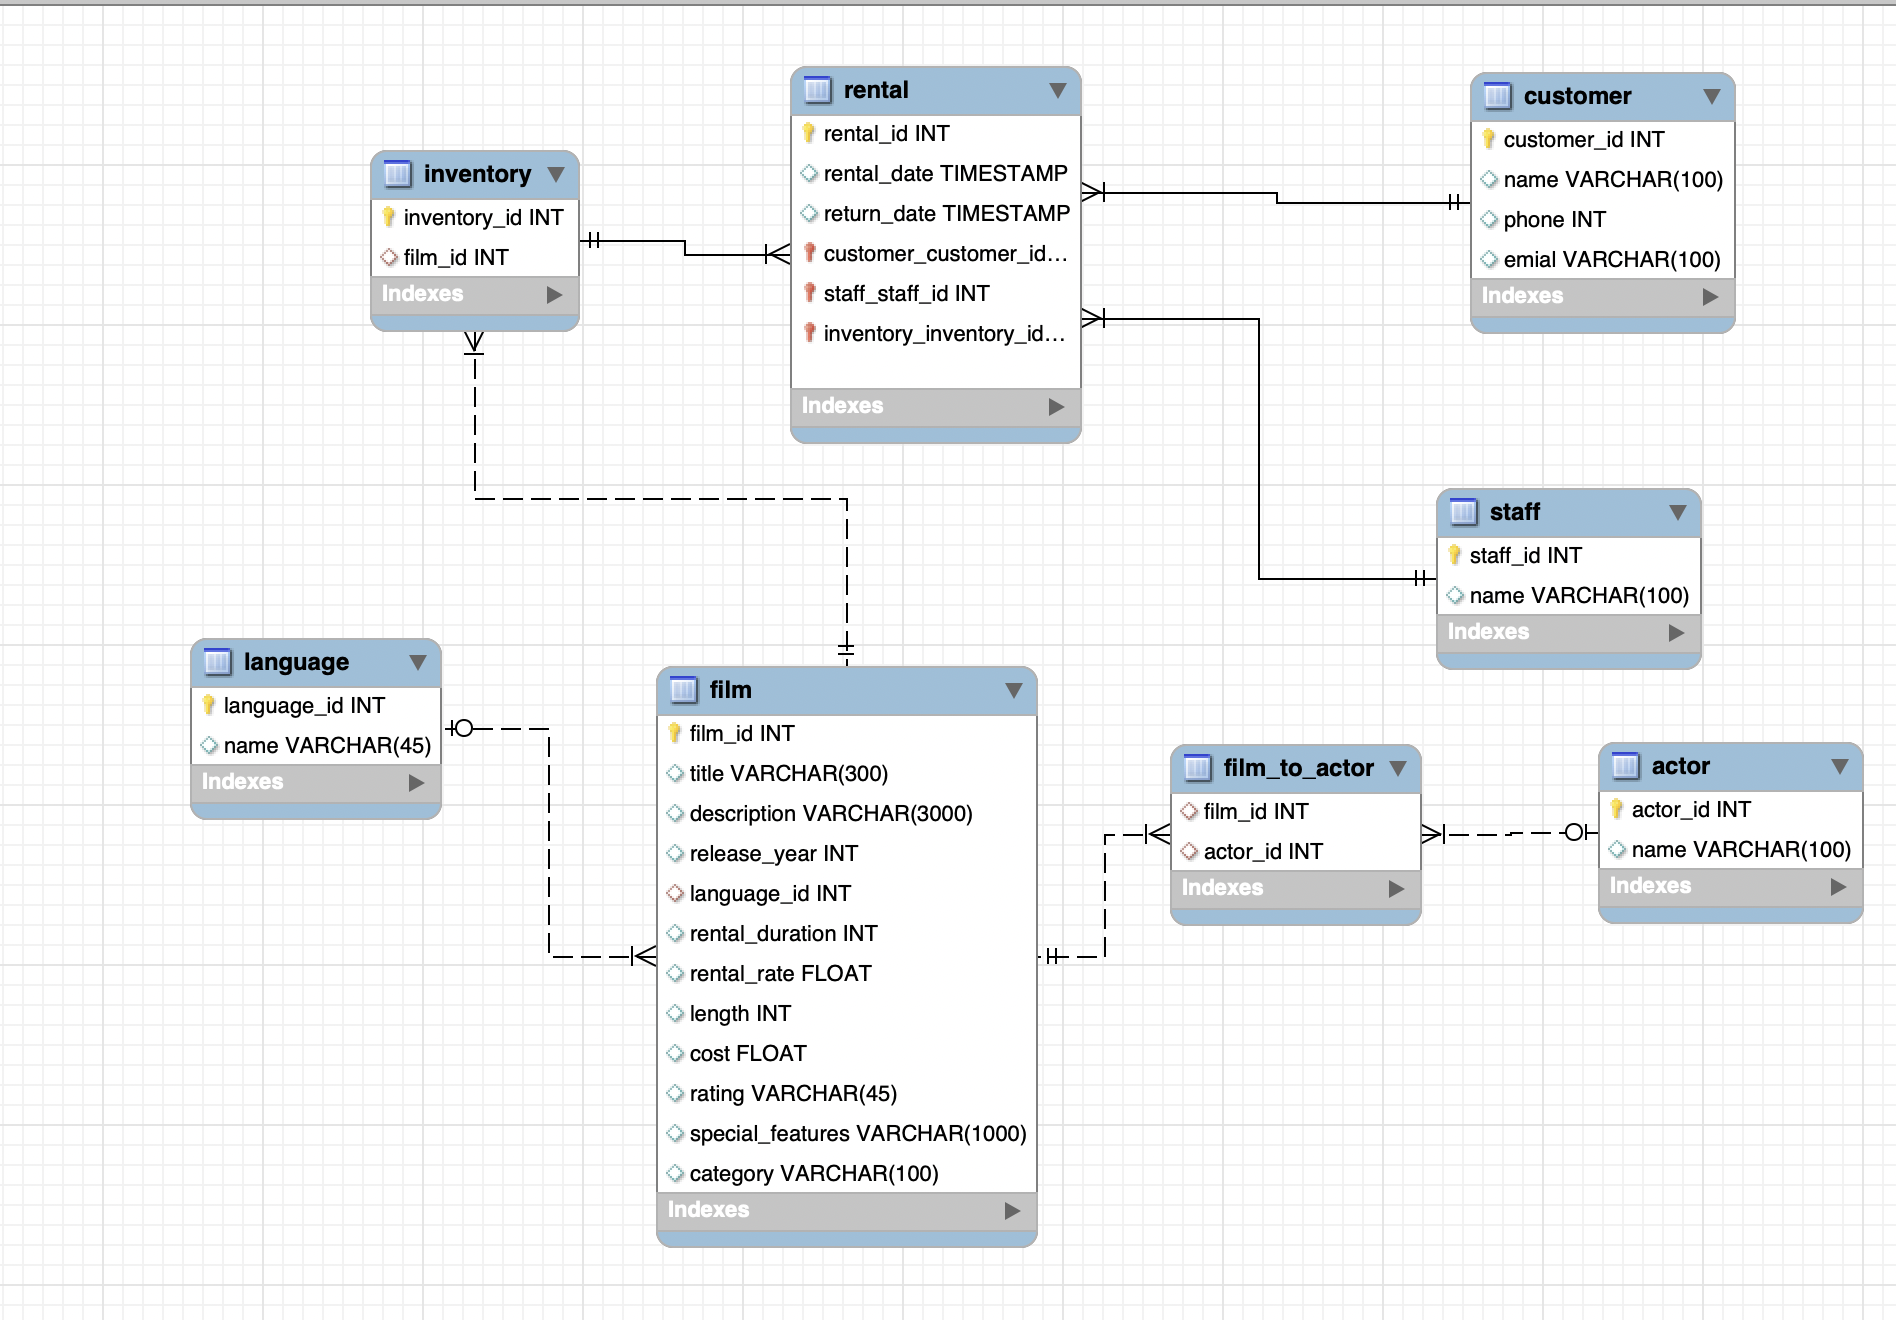 rental
rental_id INT
rental_date TIMESTAMP
return_date TIMESTAMP
customer_customer_id...
staff_staff_id INT
inventory_inventory_id...
Indexes
customer
customer_id INT
name VARCHAR(100)
phone INT
emial VARCHAR(100)
Indexes
inventory
inventory_id INT
film_id INT
Indexes
staff
staff_id INT
name VARCHAR(100)
Indexes
language
language_id INT
name VARCHAR(45)
Indexes
film
film_id INT
title VARCHAR(300)
description VARCHAR(3000)
release_year INT
language_id INT
rental_duration INT
rental_rate FLOAT
length INT
cost FLOAT
rating VARCHAR(45)
special_features VARCHAR(1000)
category VARCHAR(100)
Indexes
film_to_actor
film_id INT
actor_id INT
Indexes
actor
actor_id INT
name VARCHAR(100)
Indexes